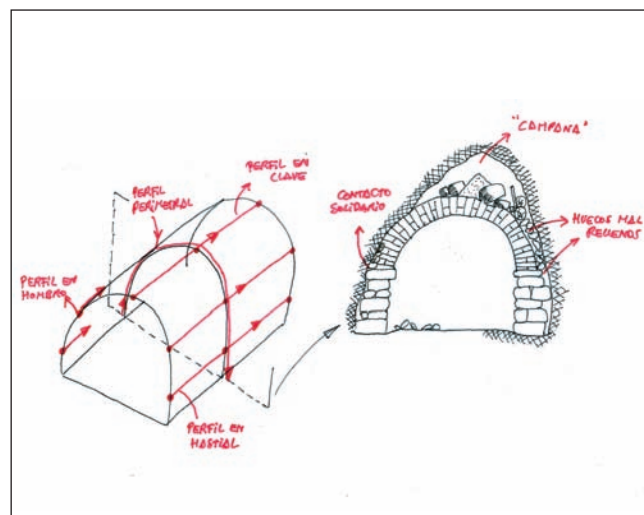 PERFIL EN
CLAVE
PERFIL
PERIMETRAL
PERFIL EN
HOMBRO
PERFIL EN
HASTIAL
"CAMPANA"
CONTACTO
SOLIDARIO
HUECOS MAL
RELLENOS